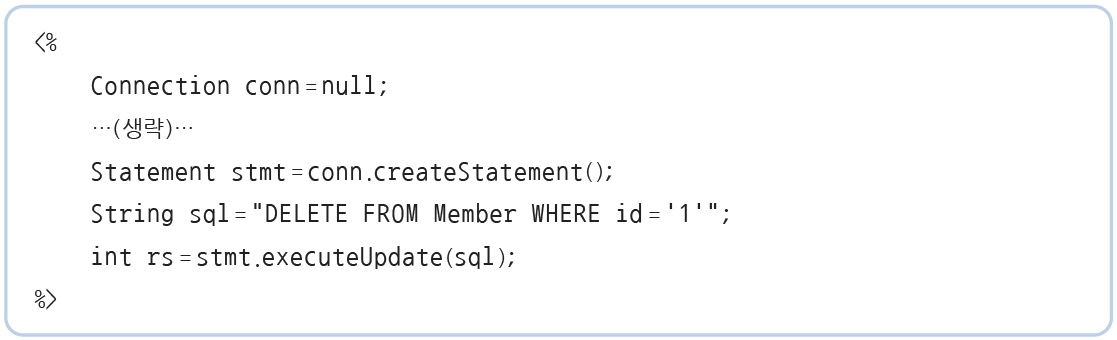 <%
Connection conn=null;
…(생략)…
Statement stmt=conn.createStatement();
String sql="DELETE FROM Member WHERE id='1'";
int rs=stmt.executeUpdate(sql);
%>